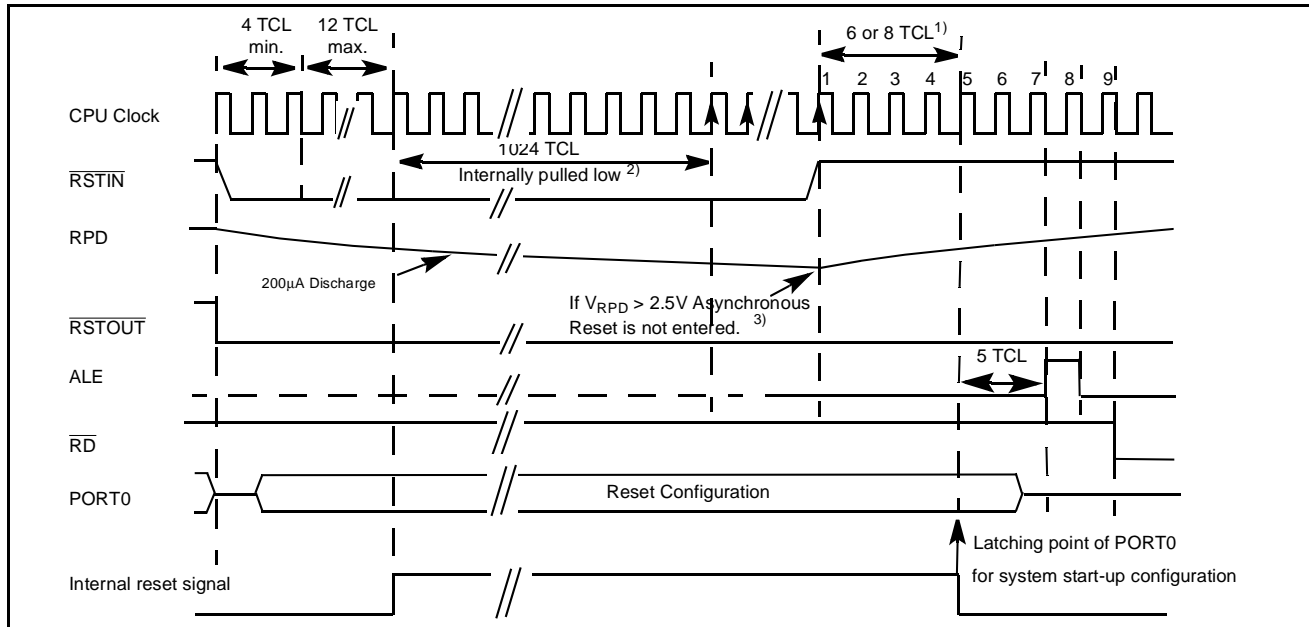 4 TCL
min.
12 TCL
max.
6 or 8 TCL1)
1 2 3 4 5 6 7 8 9
CPU Clock
1024 TCL
RSTIN
Internally pulled low 2)
RPD
200µA Discharge
If VRPD > 2.5V Asynchronous
Reset is not entered. 3)
RSTOUT
5 TCL
ALE
RD
PORT0
Reset Configuration
Latching point of PORT0
for system start-up configuration
Internal reset signal